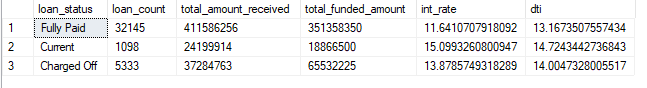 loan_status loan_count total_amount_received total_funded_amount int_rate dti
1 Fully Paid 32145 411586256 351358350 11.6410707918092 13.1673507557434
2 Current 1098 24199914 18866500 15.0993260800947 14.7243442736843
3 Charged Off 5333 37284763 65532225 13.8785749318289 14.0047328005517